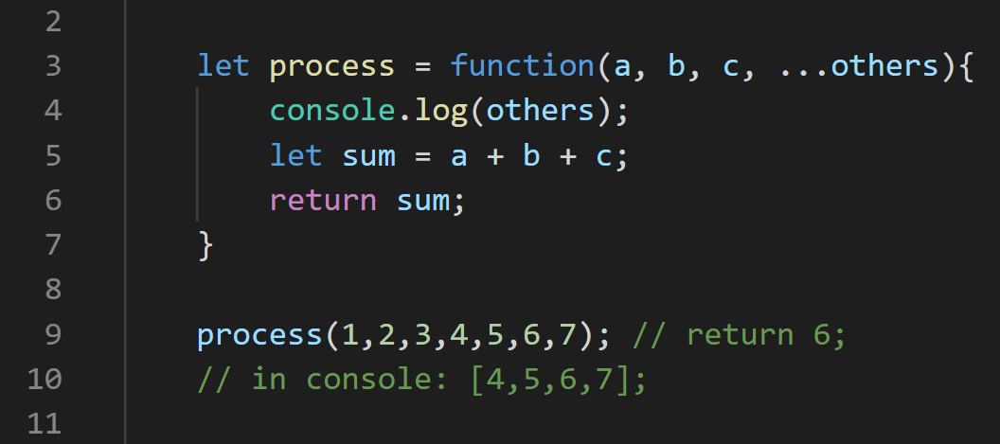 2
3 let process = function(a, b, c, ...others){
4 console.log(others);
5 let sum = a + b + c;
6 return sum;
7 }
8
9 process(1,2,3,4,5,6,7); // return 6;
10 // in console: [4,5,6,7];
11